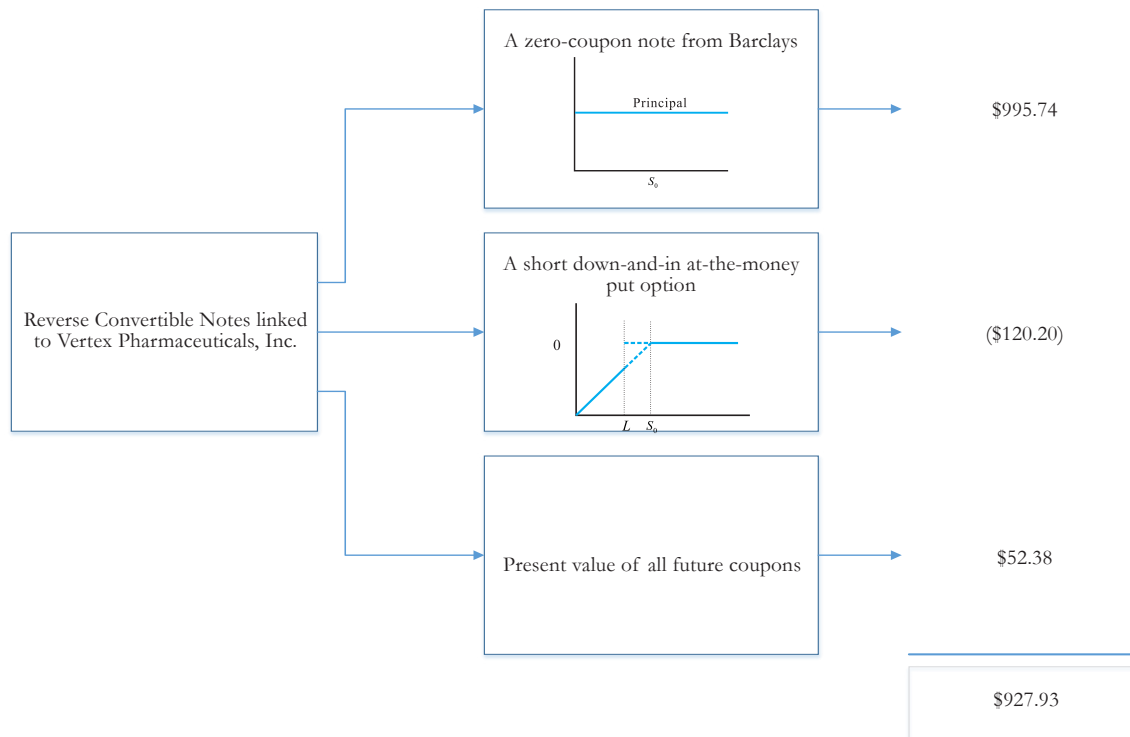 A zero-coupon note from Barclays
Principal
S₀
$995.74
Reverse Convertible Notes linked
to Vertex Pharmaceuticals, Inc.
A short down-and-in at-the-money
put option
0
L S₀
($120.20)
Present value of all future coupons
$52.38
$927.93